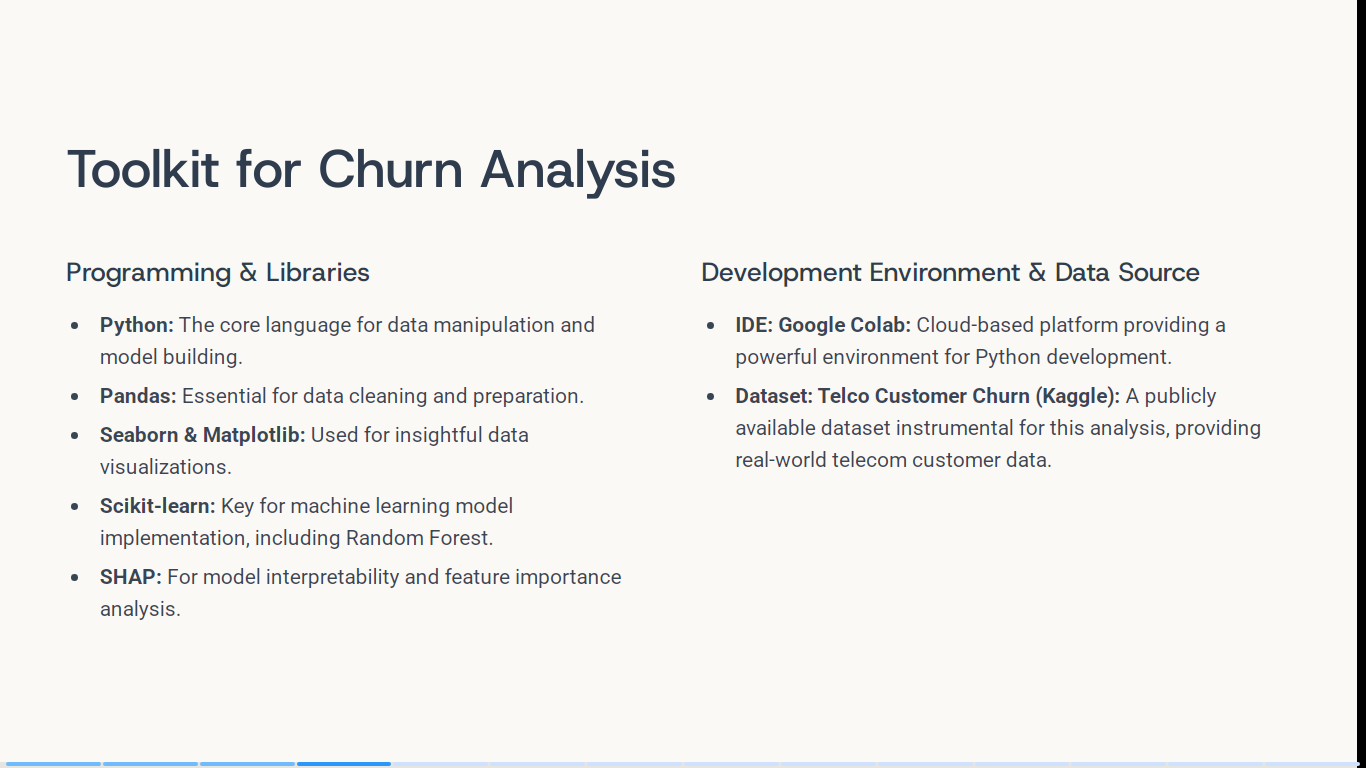 Toolkit for Churn Analysis
Programming & Libraries
• Python: The core language for data manipulation and
model building.
• Pandas: Essential for data cleaning and preparation.
• Seaborn & Matplotlib: Used for insightful data
visualizations.
• Scikit-learn: Key for machine learning model
implementation, including Random Forest.
• SHAP: For model interpretability and feature importance
analysis.
Development Environment & Data Source
• IDE: Google Colab: Cloud-based platform providing a
powerful environment for Python development.
• Dataset: Telco Customer Churn (Kaggle): A publicly
available dataset instrumental for this analysis, providing
real-world telecom customer data.